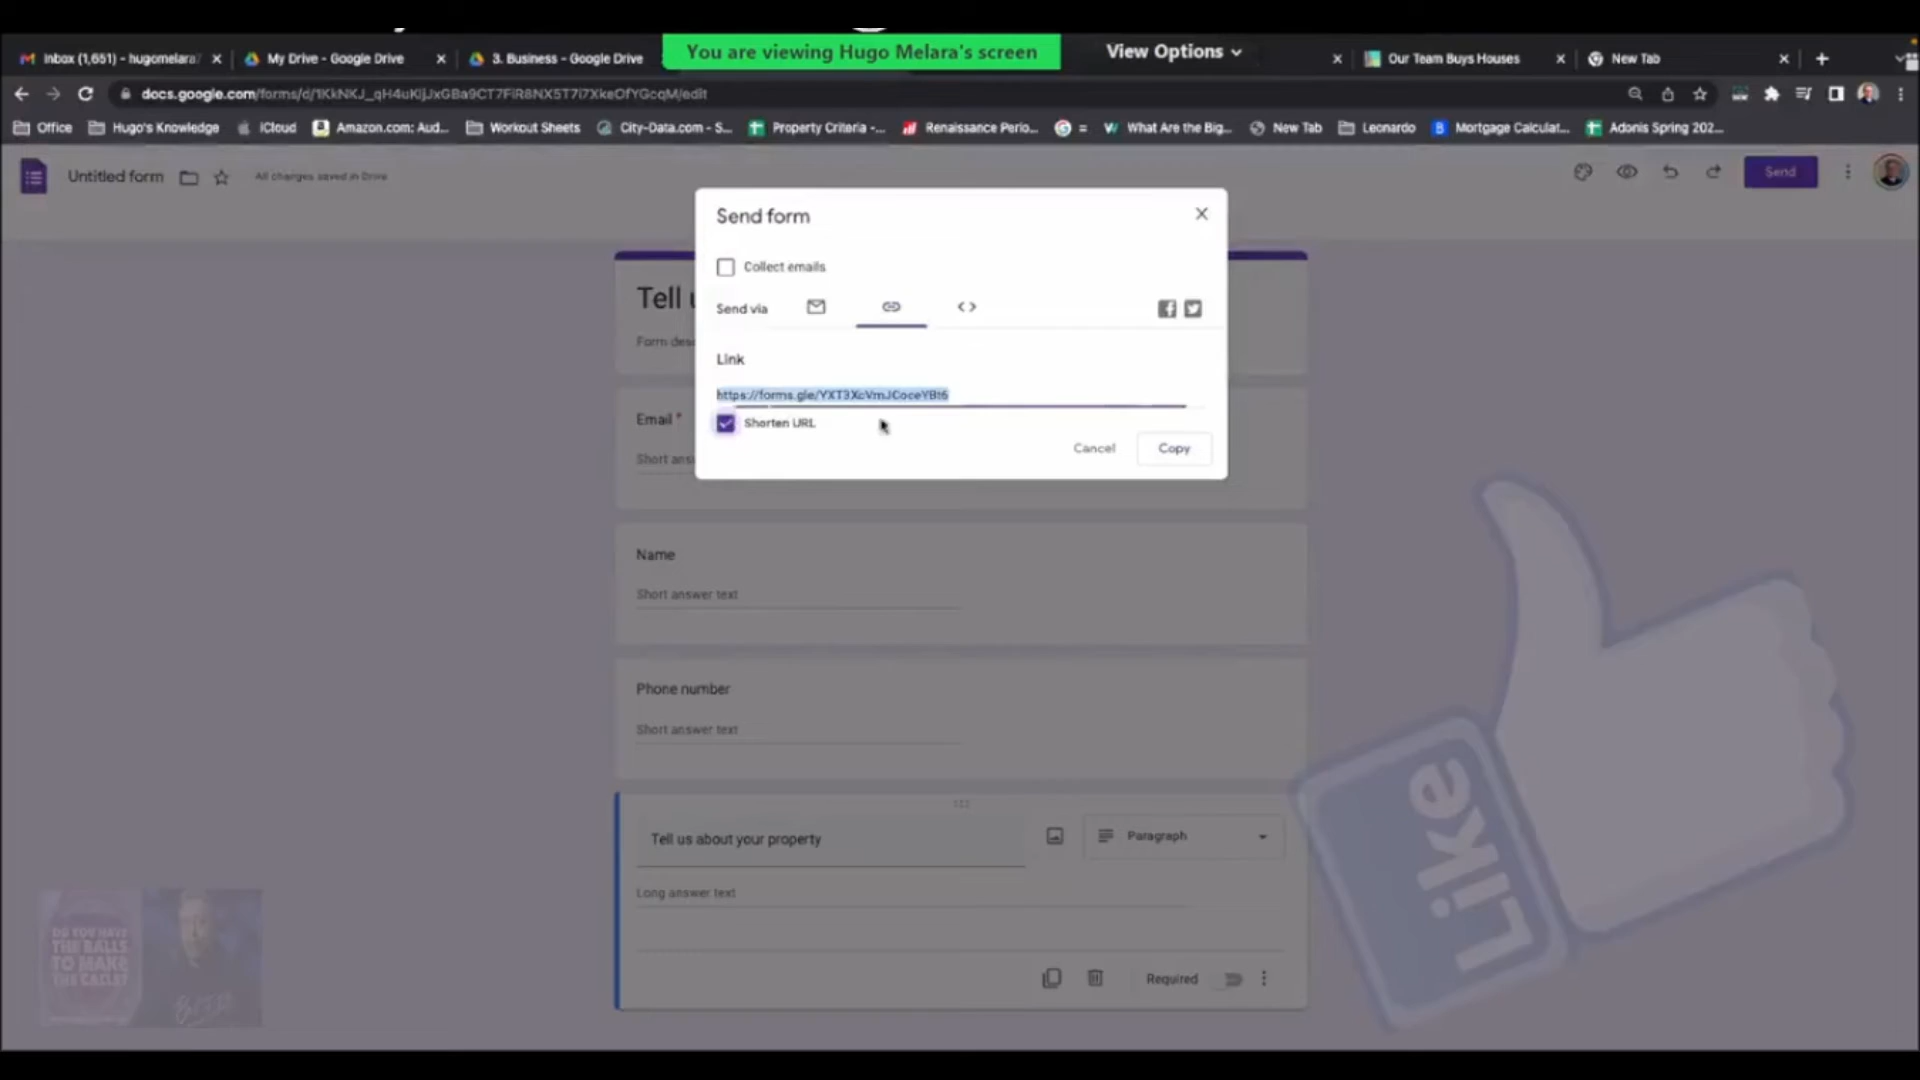 You are viewing Hugo Melara's screen
View Options
Inbox (1,651) - hugomelara
My Drive - Google Drive
3. Business - Google Drive
Our Team Buys Houses
New Tab
docs.google.com/forms/d/1KkNKJ_qH4uKijJxGBa9CT7FiR8NX5T7i7XkeOfYGcqM/edit
Office
Hugo's Knowledge
iCloud
Amazon.com: Aud...
Workout Sheets
City-Data.com - S...
Property Criteria -...
Renaissance Perio...
=
What Are the Big...
New Tab
Leonardo
Mortgage Calculat...
Adonis Spring 202...
Untitled form
All changes saved in Drive
Send
Send form
Collect emails
Send via
Link
https://forms.gle/YXT3XcVmJCoceYBt6
Shorten URL
Cancel
Copy
Tell
Form des
Email *
Short ans
Name
Short answer text
Phone number
Short answer text
Tell us about your property
Paragraph
Long answer text
Required
Like
DO YOU HAVE
THE BALLS
TO MAKE
THE CALLS?